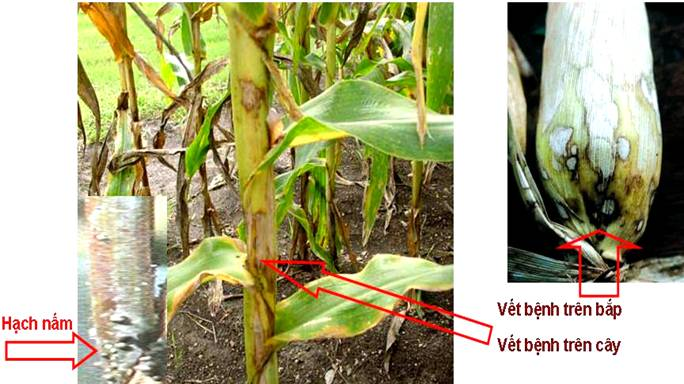 Hạch nấm
Vết bệnh trên bắp
Vết bệnh trên cây